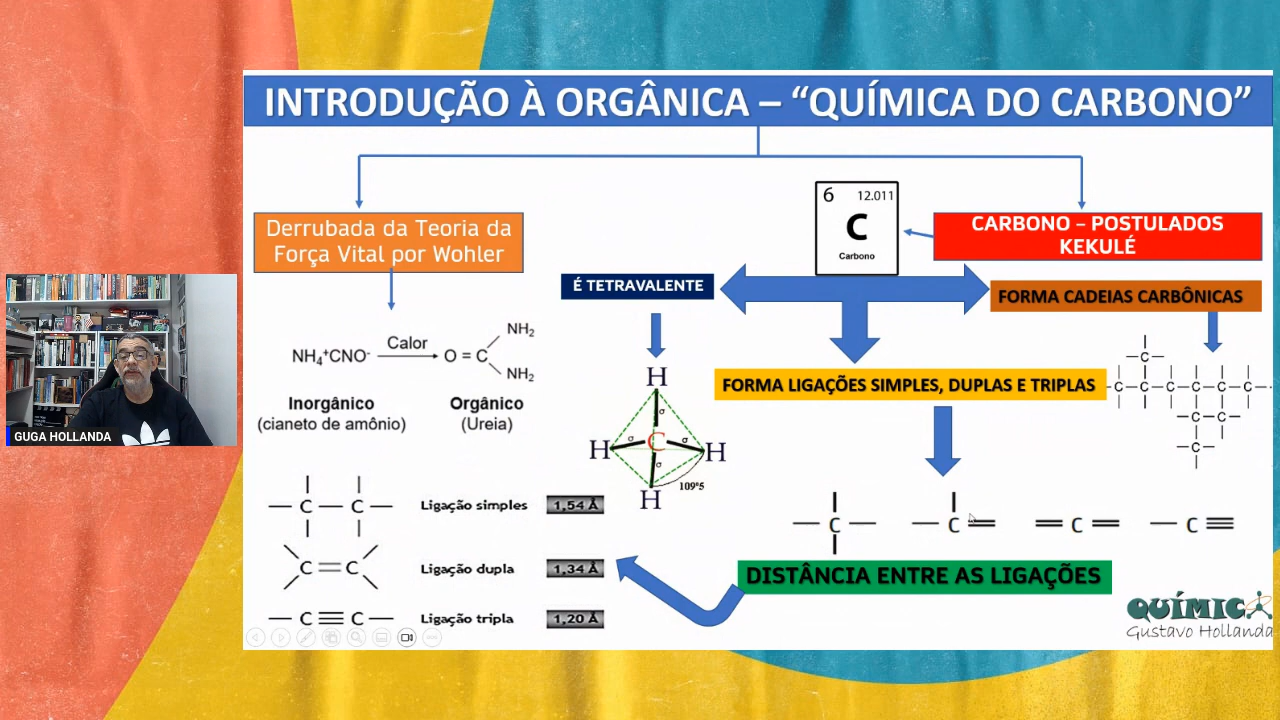 INTRODUÇÃO À ORGÂNICA – “QUÍMICA DO CARBONO”
Derrubada da Teoria da
Força Vital por Wohler
6 12.011
C
Carbono
CARBONO – POSTULADOS
KEKULÉ
É TETRAVALENTE
FORMA CADEIAS CARBÔNICAS
FORMA LIGAÇÕES SIMPLES, DUPLAS E TRIPLAS
NH₄⁺CNO⁻ Calor O = C NH₂
NH₂
Inorgânico
(cianeto de amônio)
Orgânico
(Ureia)
H
σ
H σ C σ H
σ
H
109°5
C C C C C C
C
C C
C
C C Ligação simples 1,54 Å
C = C Ligação dupla 1,34 Å
C ≡ C Ligação tripla 1,20 Å
C C = = C = C ≡
DISTÂNCIA ENTRE AS LIGAÇÕES
GUGA HOLLANDA
adidas
QUÍMICA
Gustavo Hollanda